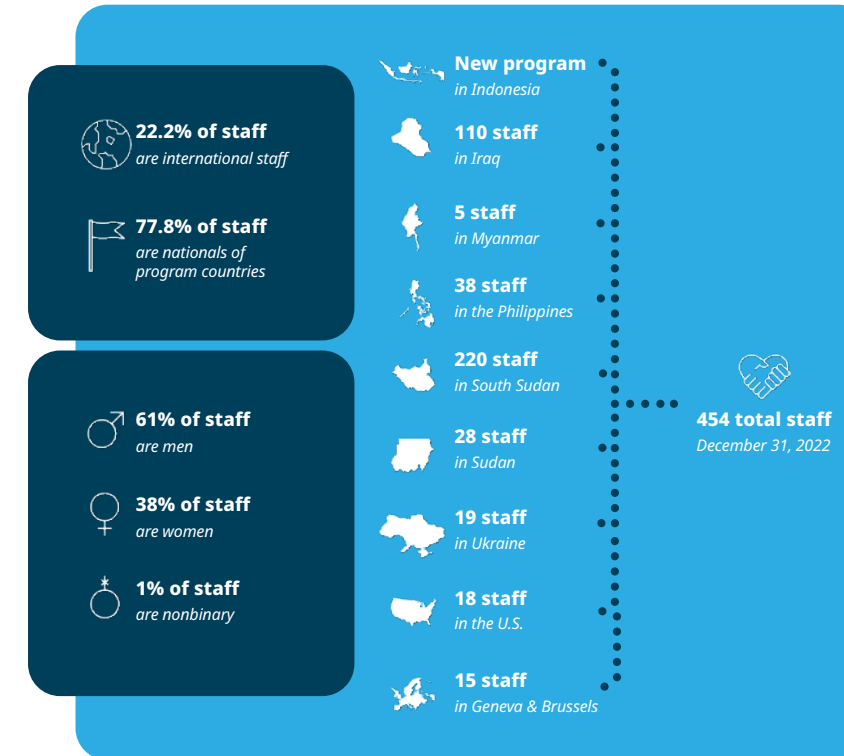 22.2% of staff
are international staff
77.8% of staff
are nationals of
program countries
61% of staff
are men
38% of staff
are women
1% of staff
are nonbinary
New program
in Indonesia
110 staff
in Iraq
5 staff
in Myanmar
38 staff
in the Philippines
220 staff
in South Sudan
28 staff
in Sudan
19 staff
in Ukraine
18 staff
in the U.S.
15 staff
in Geneva & Brussels
454 total staff
December 31, 2022